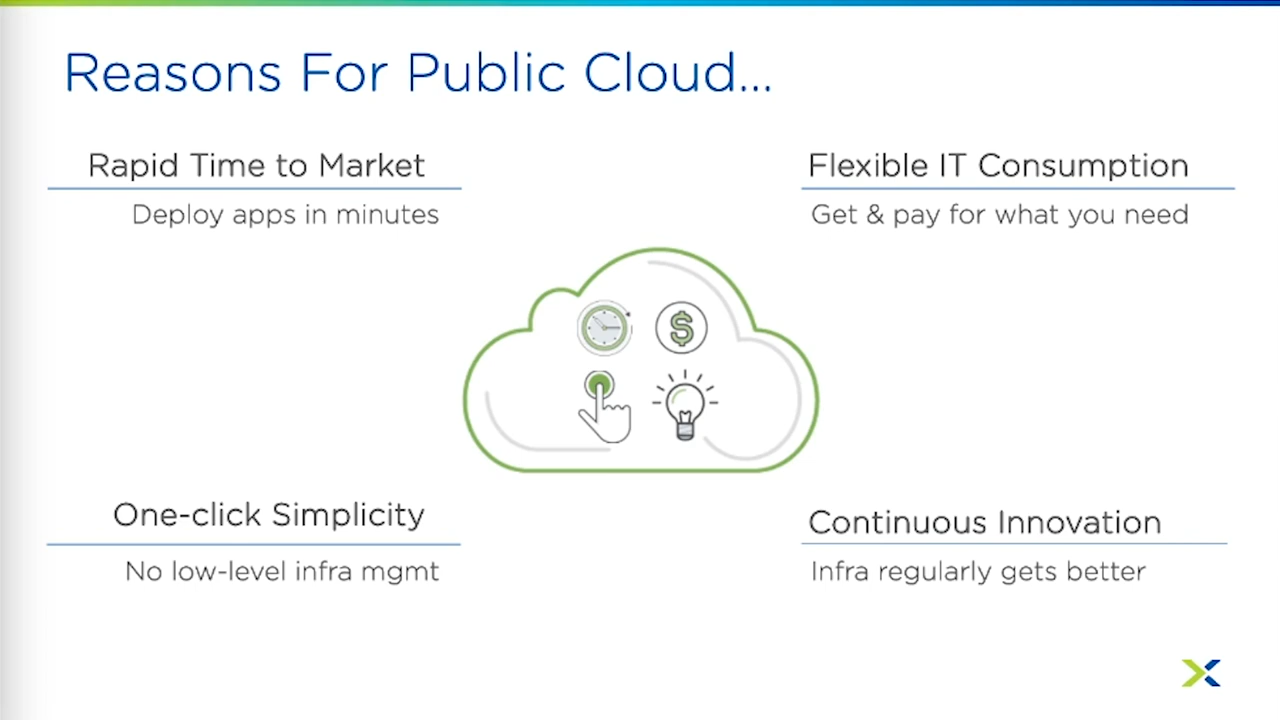 Reasons For Public Cloud...
Rapid Time to Market
Deploy apps in minutes
Flexible IT Consumption
Get & pay for what you need
$
One-click Simplicity
No low-level infra mgmt
Continuous Innovation
Infra regularly gets better